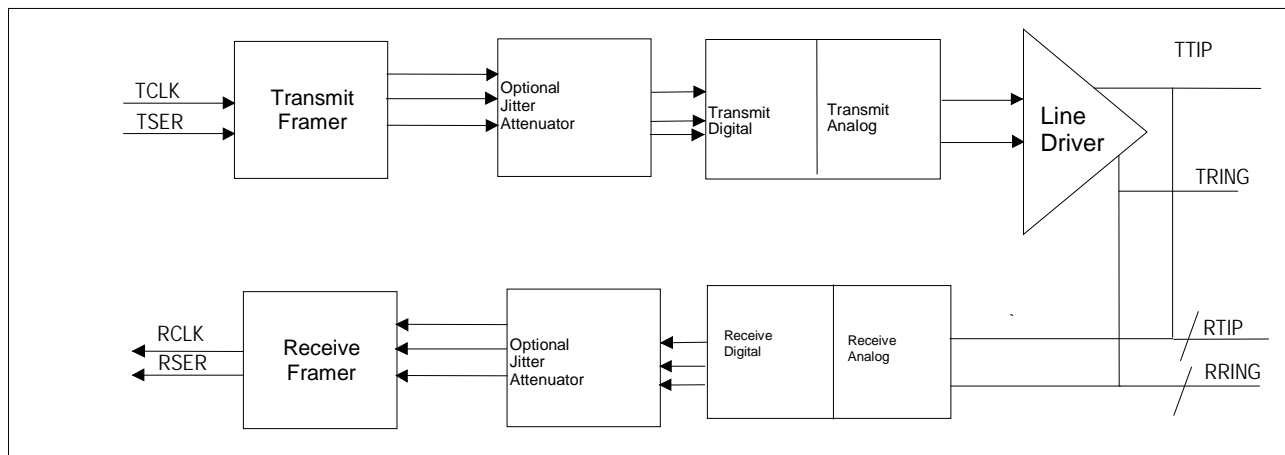 TTIP
TCLK
TSER
Transmit
Framer
Optional
Jitter
Attenuator
Transmit
Digital
Transmit
Analog
Line
Driver
TRING
RCLK
RSER
Receive
Framer
Optional
Jitter
Attenuator
Receive
Digital
Receive
Analog
RTIP
RRING